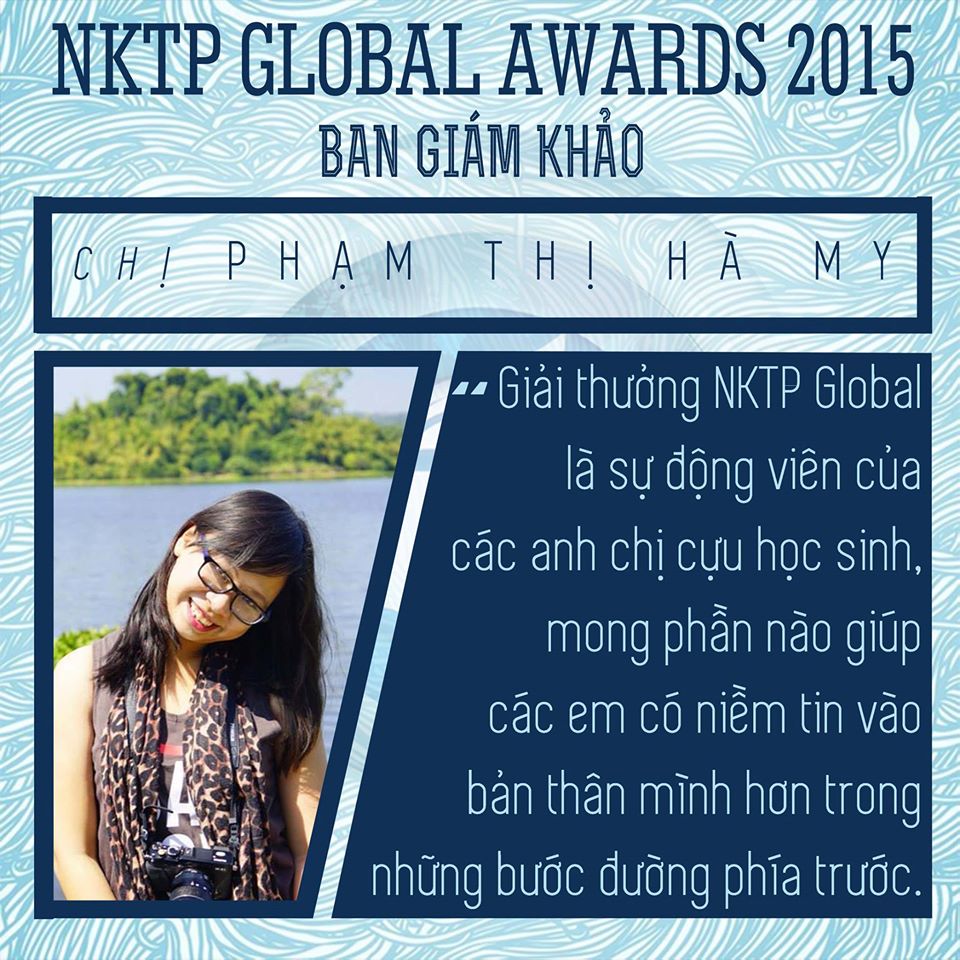 NKTP GLOBAL AWARDS 2015
BAN GIÁM KHẢO
CHỊ PHẠM THỊ HÀ MY
“ Giải thưởng NKTP Global
là sự động viên của
các anh chị cựu học sinh,
mong phần nào giúp
các em có niềm tin vào
bản thân mình hơn trong
những bước đường phía trước.